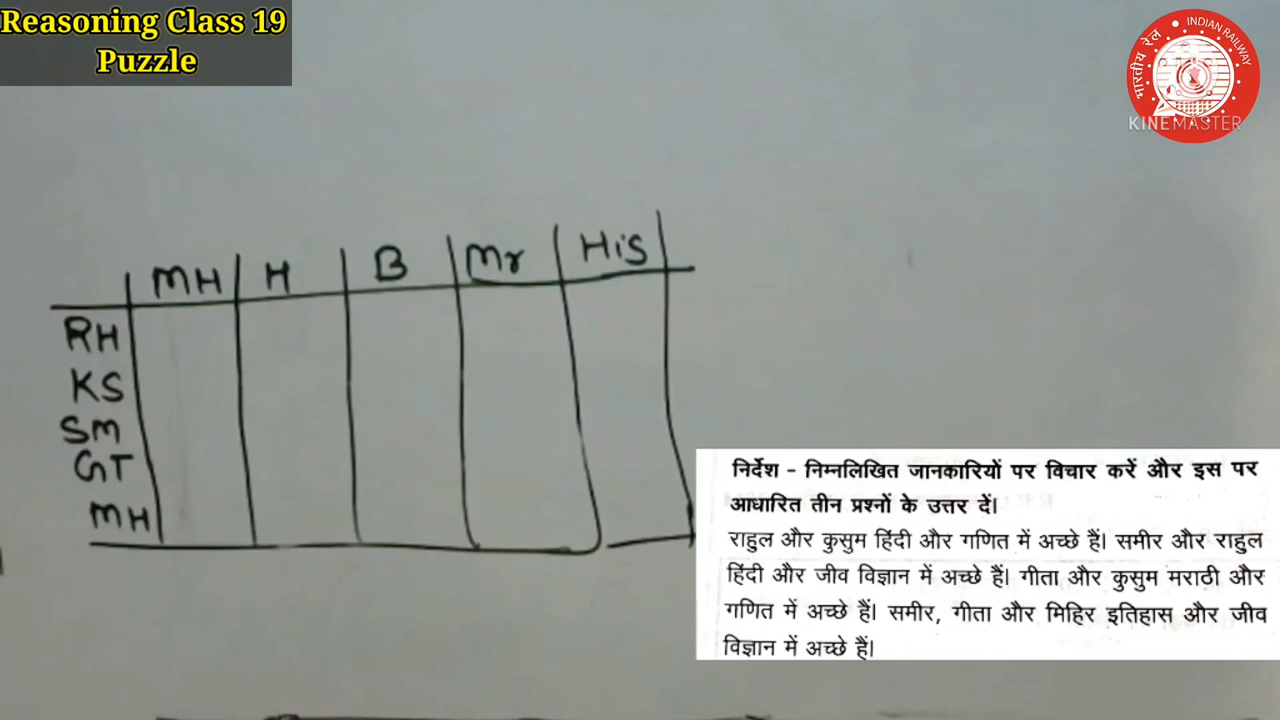 Reasoning Class 19
Puzzle
भारतीय रेल
INDIAN RAILWAY
KINEMASTER
MH H B Mr His
RH
KS
SM
GT
MH
निर्देश - निम्नलिखित जानकारियों पर विचार करें और इस पर
आधारित तीन प्रश्नों के उत्तर दें।
राहुल और कुसुम हिंदी और गणित में अच्छे हैं। समीर और राहुल
हिंदी और जीव विज्ञान में अच्छे हैं। गीता और कुसुम मराठी और
गणित में अच्छे हैं। समीर, गीता और मिहिर इतिहास और जीव
विज्ञान में अच्छे हैं।